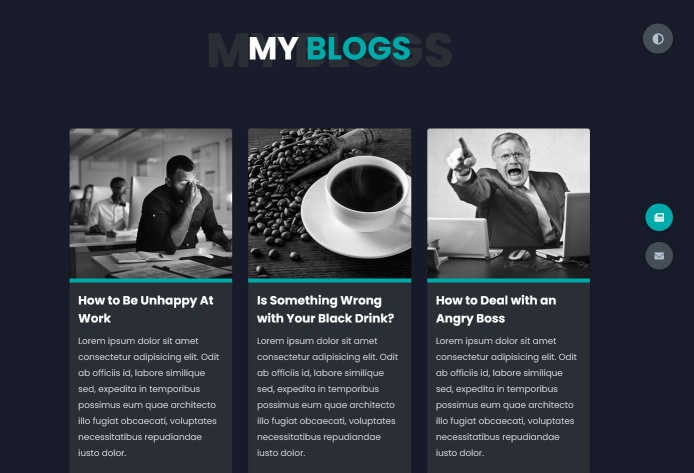 MY BLOGS
MY BLOGS
How to Be Unhappy At
Work
Lorem ipsum dolor sit amet
consectetur adipisicing elit. Odit
ab officiis id, labore similique
sed, expedita in temporibus
possimus eum quae architecto
illo fugiat obcaecati, voluptates
necessitatibus repudiandae
iusto dolor.
Is Something Wrong
with Your Black Drink?
Lorem ipsum dolor sit amet
consectetur adipisicing elit. Odit
ab officiis id, labore similique
sed, expedita in temporibus
possimus eum quae architecto
illo fugiat obcaecati, voluptates
necessitatibus repudiandae
iusto dolor.
How to Deal with an
Angry Boss
Lorem ipsum dolor sit amet
consectetur adipisicing elit. Odit
ab officiis id, labore similique
sed, expedita in temporibus
possimus eum quae architecto
illo fugiat obcaecati, voluptates
necessitatibus repudiandae
iusto dolor.